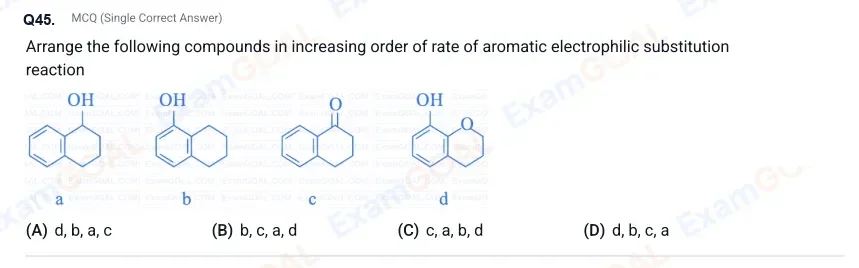 Q45. MCQ (Single Correct Answer)
Arrange the following compounds in increasing order of rate of aromatic electrophilic substitution
reaction
OH OH O OH
O
a b c d
(A) d, b, a, c (B) b, c, a, d (C) c, a, b, d (D) d, b, c, a
ExamGOAL